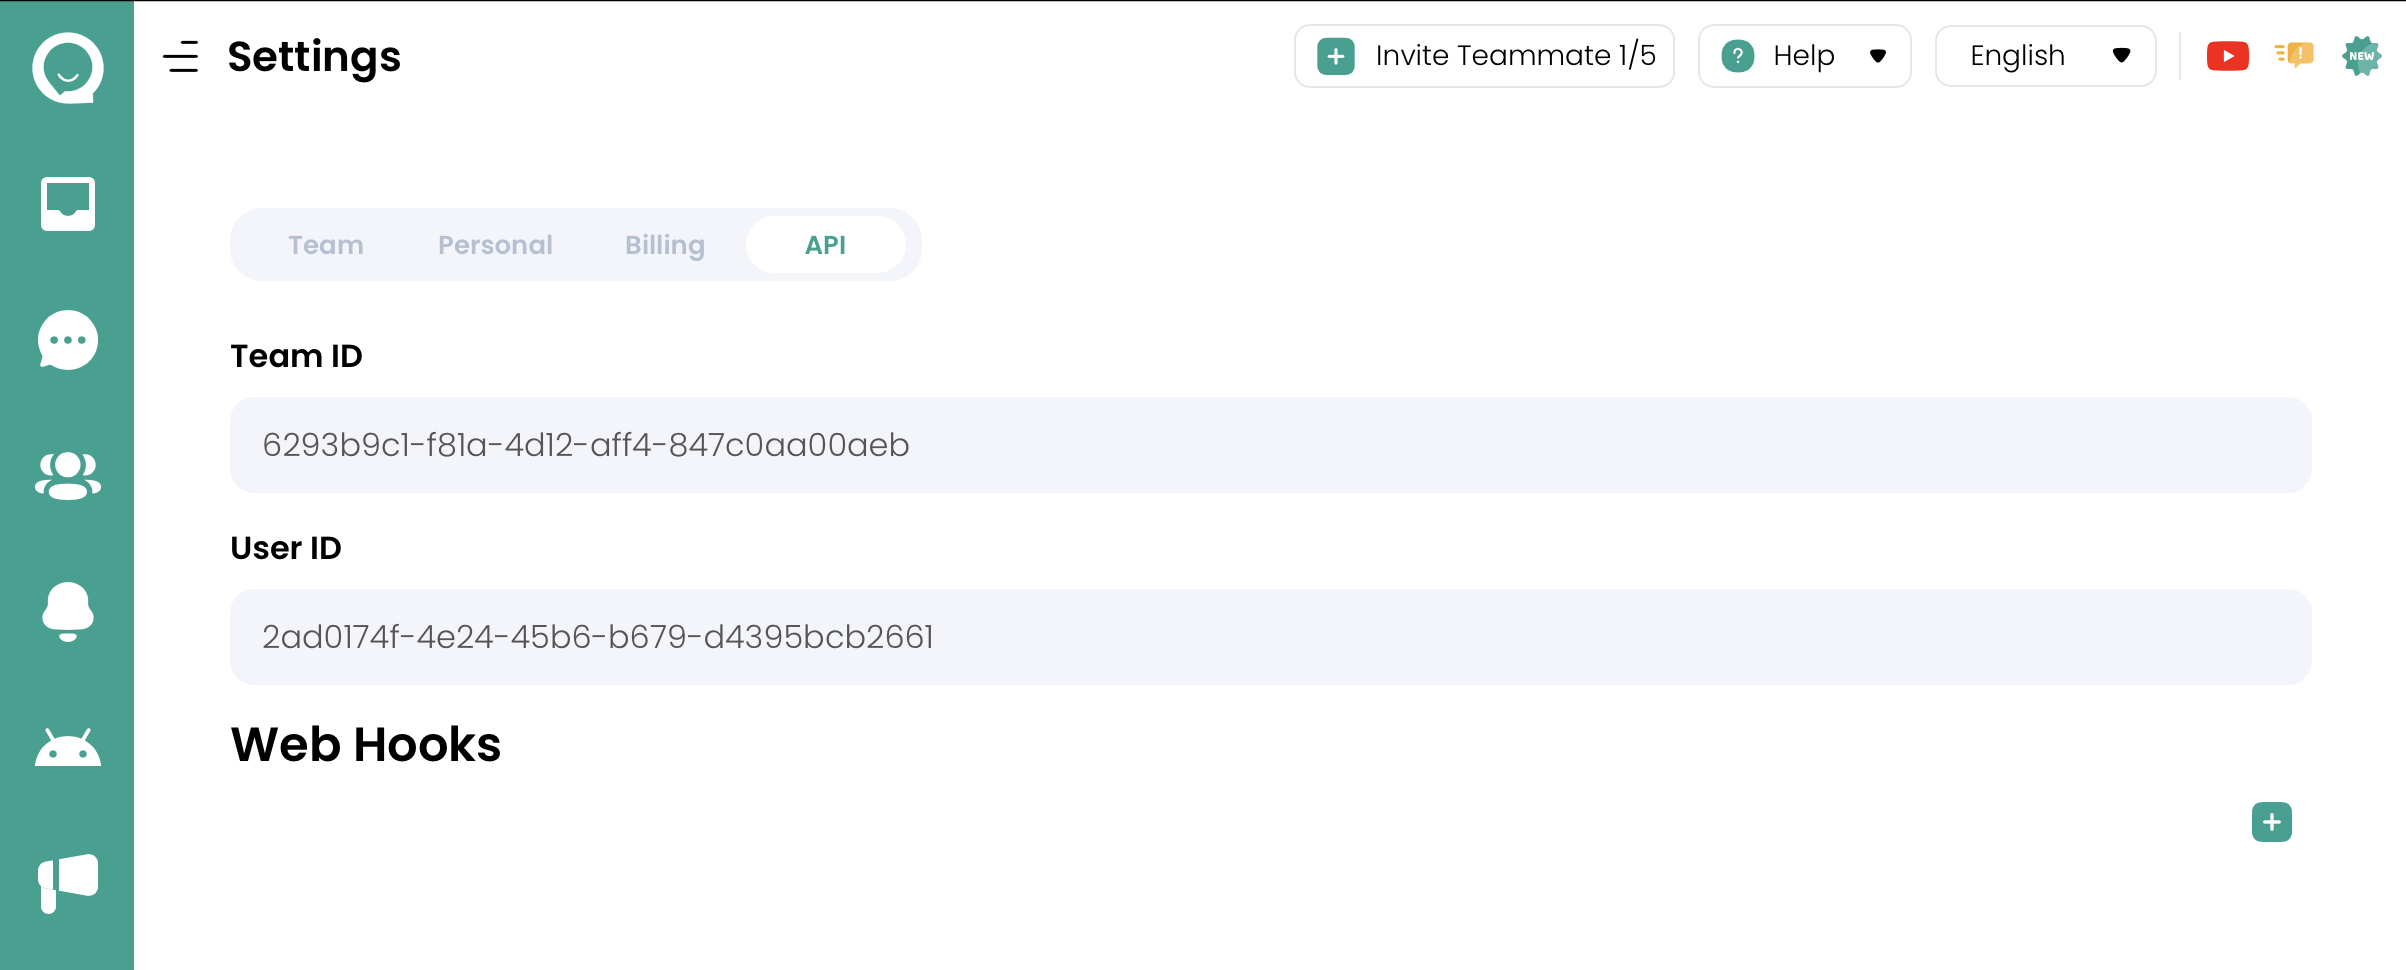 Settings
Invite Teammate 1/5
Help
English
NEW
Team
Personal
Billing
API
Team ID
6293b9c1-f81a-4d12-aff4-847c0aa00aeb
User ID
2ad0174f-4e24-45b6-b679-d4395bcb2661
Web Hooks